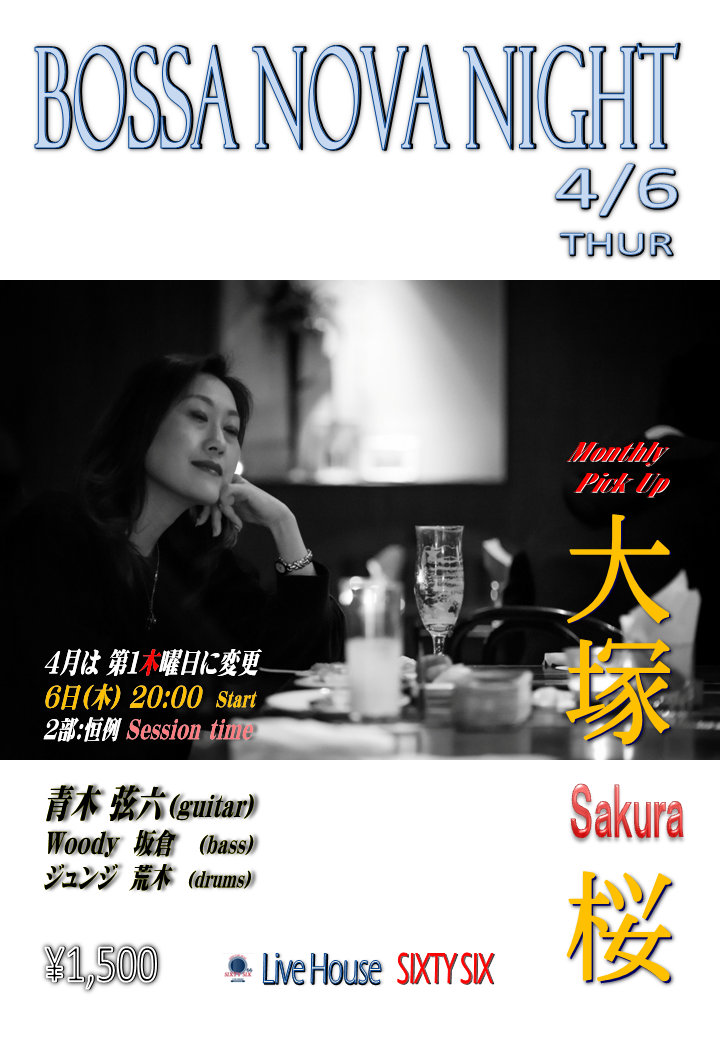 BOSSA NOVA NIGHT
4/6
THUR
Monthly
Pick Up
大塚
4月は 第1木曜日に変更
6日(木) 20:00 Start
2部:恒例 Session time
青木 弦六 (guitar)
Woody 坂倉 (bass)
ジュンジ 荒木 (drums)
Sakura
桜
¥1,500
SIXTY SIX
Live House SIXTY SIX